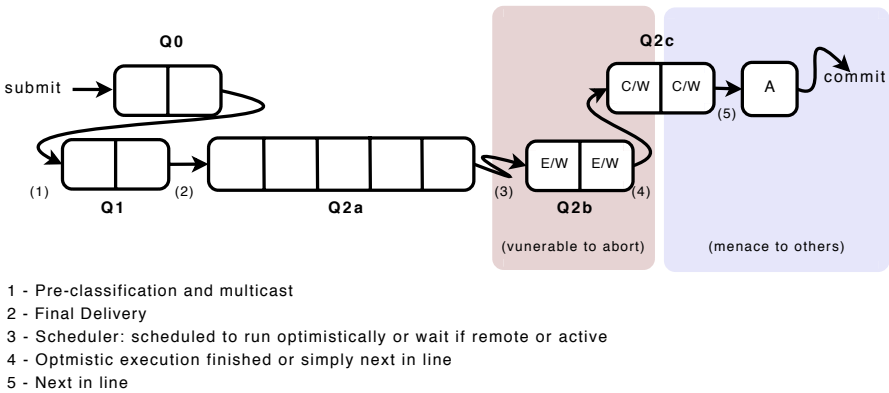 Q0
Q2c
submit
C/W C/W
A
commit
(5)
E/W E/W
(1)
(2)
(3)
(4)
Q1
Q2a
Q2b
(vunerable to abort)
(menace to others)
1 - Pre-classification and multicast
2 - Final Delivery
3 - Scheduler: scheduled to run optimistically or wait if remote or active
4 - Optmistic execution finished or simply next in line
5 - Next in line